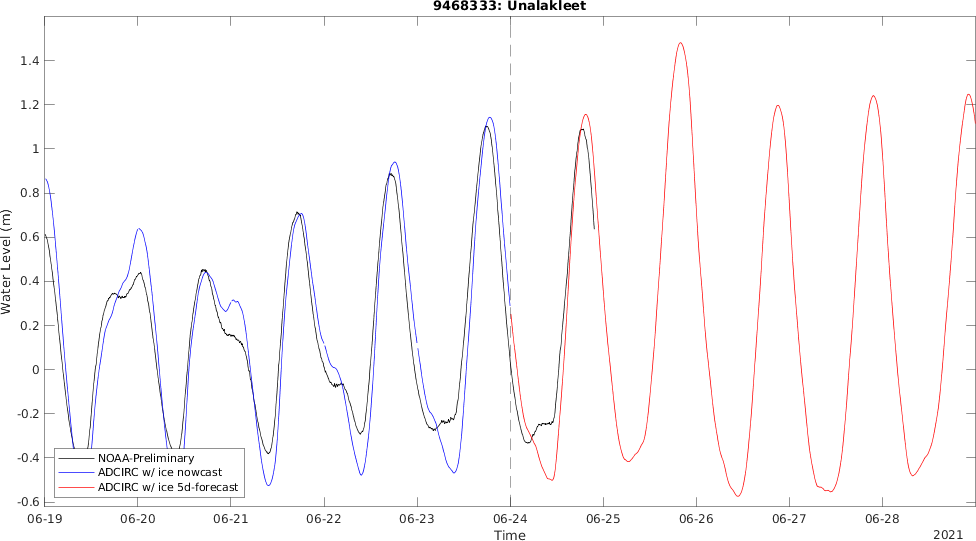 9468333: Unalakleet
Water Level (m)
1.4
1.2
1
0.8
0.6
0.4
0.2
0
-0.2
-0.4
-0.6
NOAA-Preliminary
ADCIRC w/ ice nowcast
ADCIRC w/ ice 5d-forecast
06-19 06-20 06-21 06-22 06-23 06-24 06-25 06-26 06-27 06-28
Time
2021